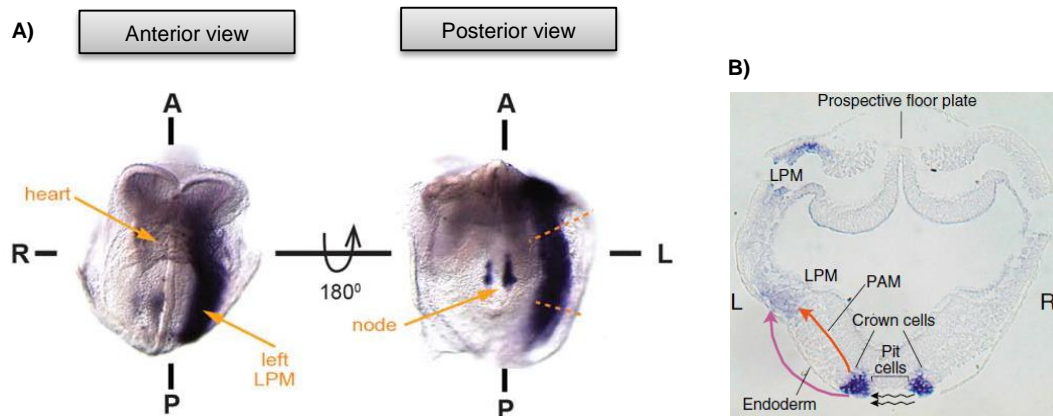 A)
Anterior view
Posterior view
A
A
heart
R
L
180⁰
node
left
LPM
P
P
B)
Prospective floor plate
LPM
LPM
PAM
L
R
Crown cells
Pit
cells
Endoderm